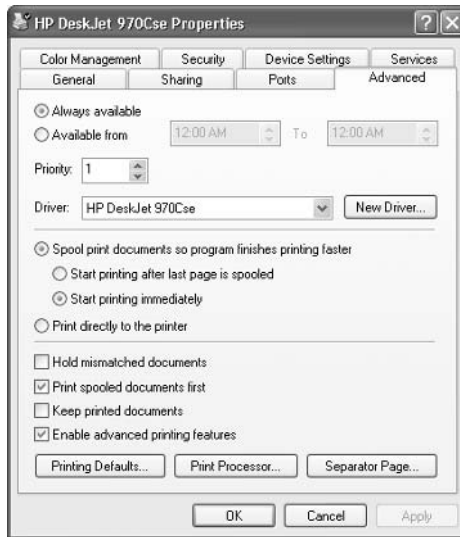 HP DeskJet 970Cse Properties
Color Management Security Device Settings Services
General Sharing Ports Advanced
Always available
Available from 12:00 AM To 12:00 AM
Priority: 1
Driver: HP DeskJet 970Cse New Driver...
Spool print documents so program finishes printing faster
Start printing after last page is spooled
Start printing immediately
Print directly to the printer
Hold mismatched documents
Print spooled documents first
Keep printed documents
Enable advanced printing features
Printing Defaults... Print Processor... Separator Page...
OK Cancel Apply